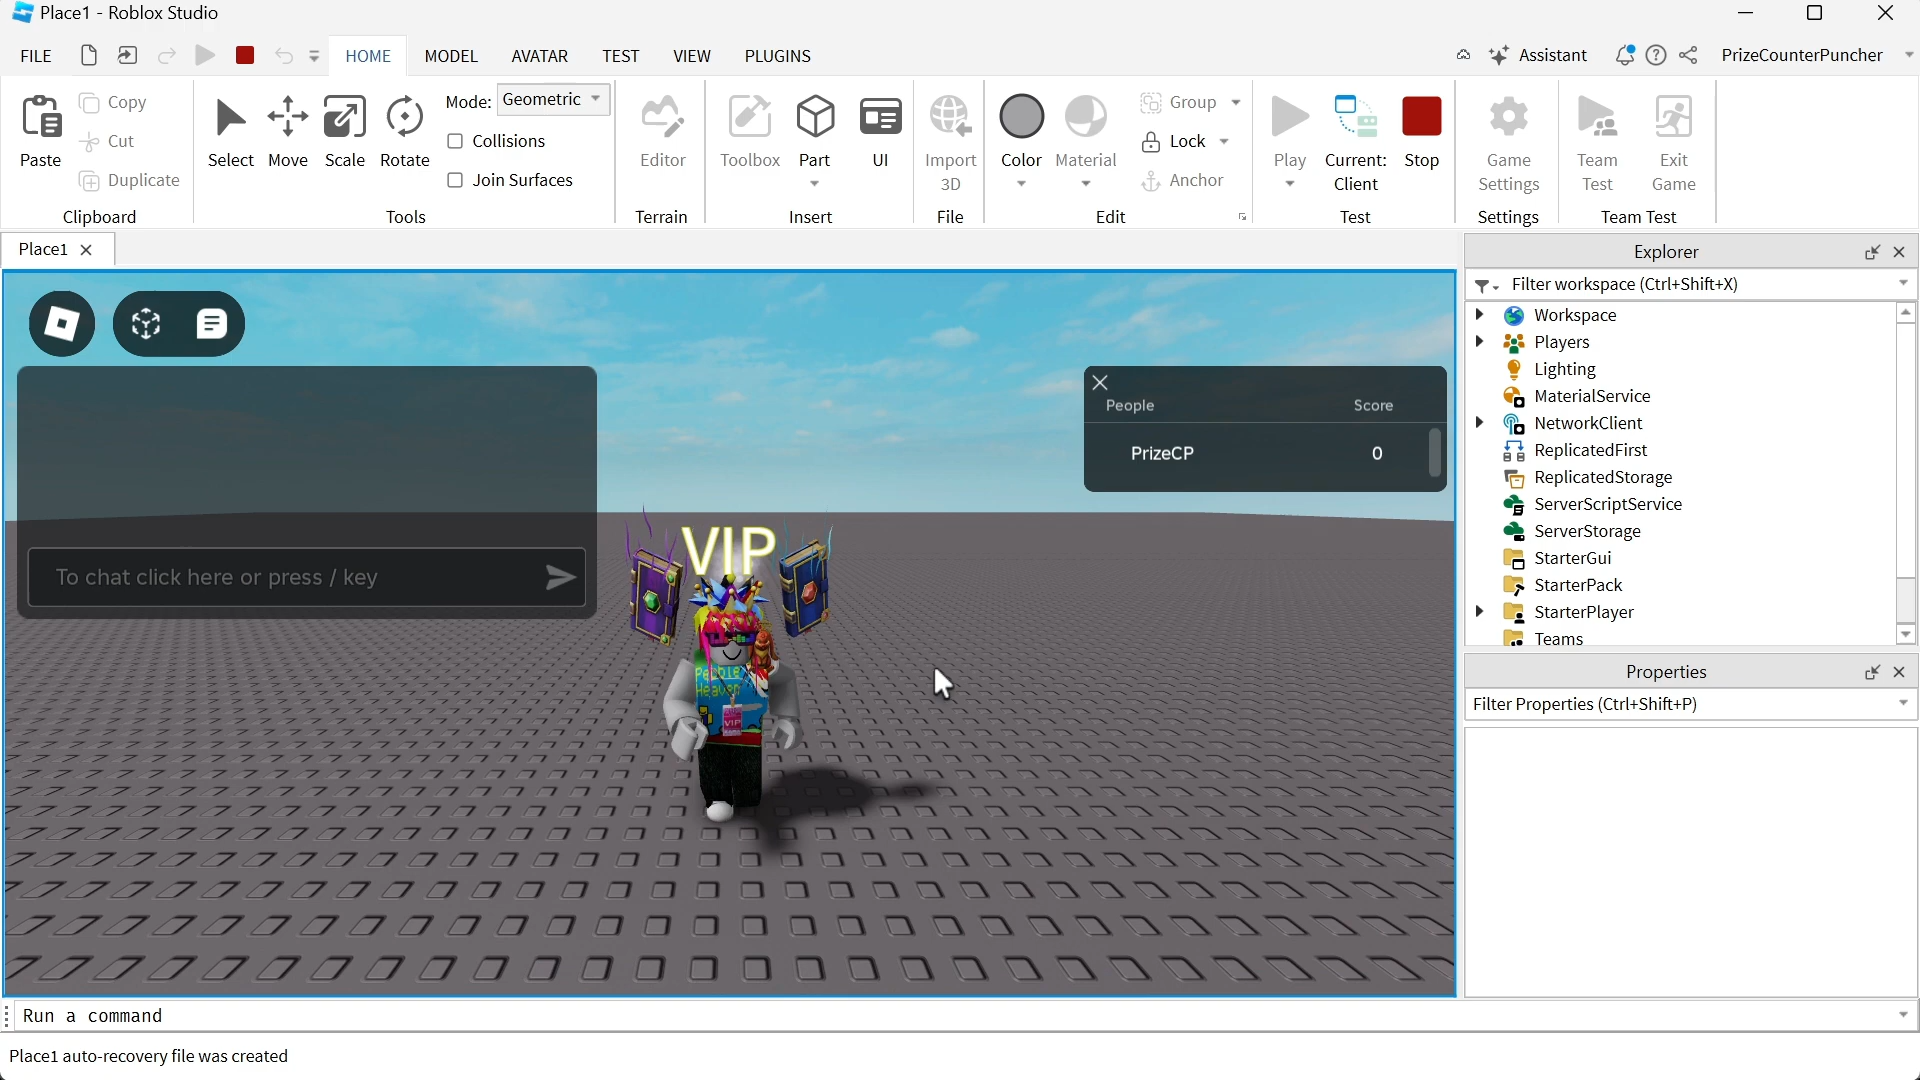 Place1 - Roblox Studio
FILE
HOME
MODEL
AVATAR
TEST
VIEW
PLUGINS
Assistant
PrizeCounterPuncher
Paste
Copy
Cut
Duplicate
Clipboard
Select
Move
Scale
Rotate
Mode: Geometric
Collisions
Join Surfaces
Tools
Editor
Terrain
Toolbox
Part
UI
Insert
Import
3D
File
Color
Material
Group
Lock
Anchor
Edit
Play
Current:
Client
Stop
Test
Game
Settings
Settings
Team
Test
Exit
Game
Team Test
Place1
To chat click here or press / key
People Score
PrizeCP 0
VIP
Pebble
Heaven
VIP
Explorer
Filter workspace (Ctrl+Shift+X)
Workspace
Players
Lighting
MaterialService
NetworkClient
ReplicatedFirst
ReplicatedStorage
ServerScriptService
ServerStorage
StarterGui
StarterPack
StarterPlayer
Teams
Properties
Filter Properties (Ctrl+Shift+P)
Run a command
Place1 auto-recovery file was created